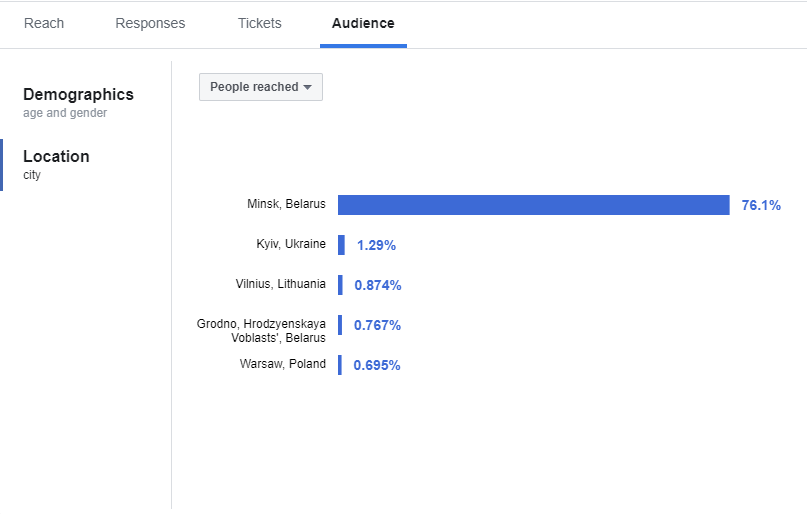 Reach Responses Tickets Audience
Demographics
age and gender
Location
city
People reached
Minsk, Belarus 76.1%
Kyiv, Ukraine 1.29%
Vilnius, Lithuania 0.874%
Grodno, Hrodzyenskaya 0.767%
Voblasts', Belarus
Warsaw, Poland 0.695%